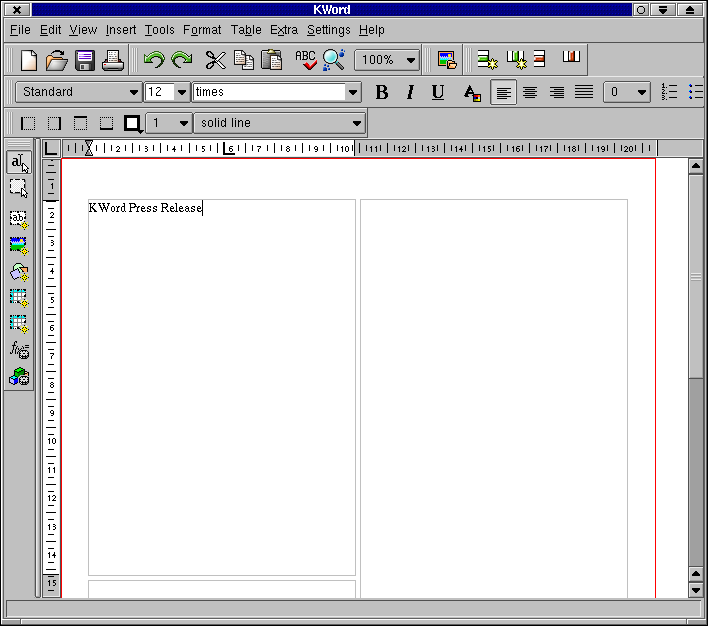 KWord
File Edit View Insert Tools Format Table Extra Settings Help
ABC 100%
Standard 12 times B I U A 0
1 solid line
a
1 2 3 4 5 6 7 8 9 10 11 12 13 14 15 16 17 18 19 20
1
KWord Press Release
2
ab
3
4
5
6
7
8
9
10
11
12
13
14
15